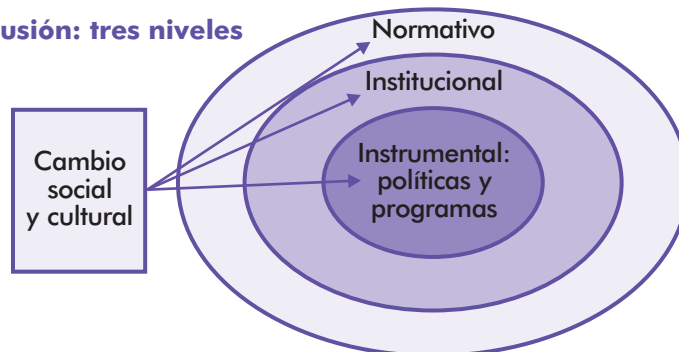 usión: tres niveles
Normativo
Institucional
Instrumental:
políticas y
programas
Cambio
social
y cultural